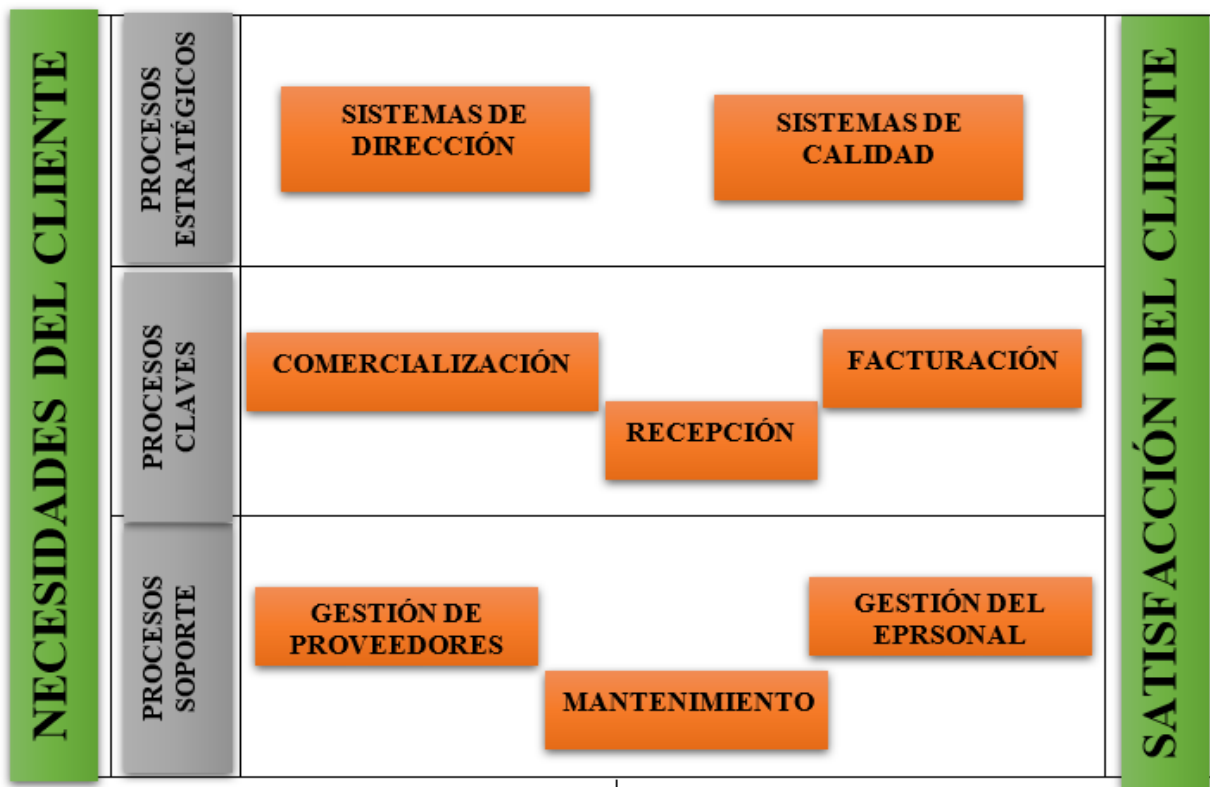 NECESIDADES DEL CLIENTE
PROCESOS
ESTRATÉGICOS
SISTEMAS DE
DIRECCIÓN
SISTEMAS DE
CALIDAD
PROCESOS
CLAVES
COMERCIALIZACIÓN
RECEPCIÓN
FACTURACIÓN
PROCESOS
SOPORTE
GESTIÓN DE
PROVEEDORES
MANTENIMIENTO
GESTIÓN DEL
EPRSONAL
SATISFACCIÓN DEL CLIENTE